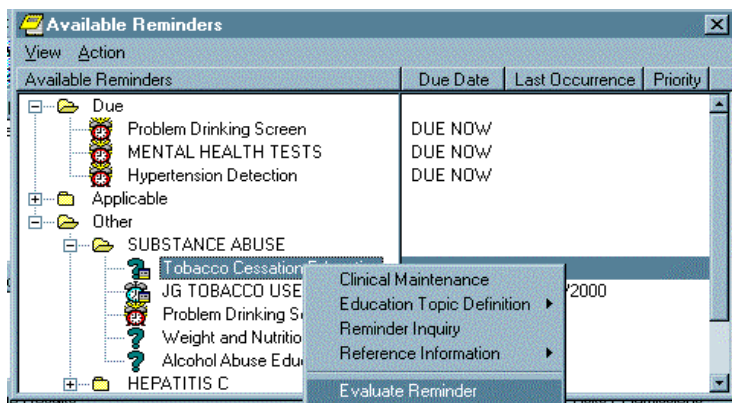 Available Reminders
View Action
Available Reminders Due Date Last Occurrence Priority
Due
Problem Drinking Screen DUE NOW
MENTAL HEALTH TESTS DUE NOW
Hypertension Detection DUE NOW
Applicable
Other
SUBSTANCE ABUSE
Tobacco Cessation
JG TOBACCO USE /2000
Problem Drinking
Weight and
Alcohol Abuse
HEPATITIS C
Clinical Maintenance
Education Topic Definition
Reminder Inquiry
Reference Information
Evaluate Reminder